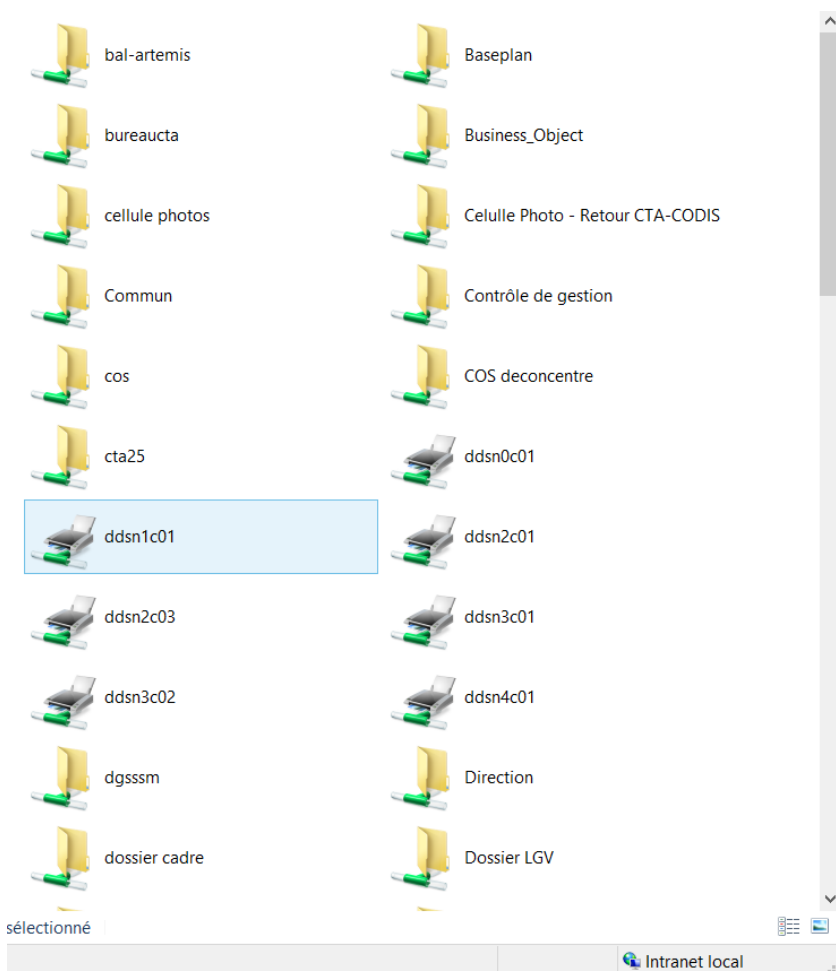 bal-artemis
Baseplan
bureaucta
Business_Object
cellule photos
Celulle Photo - Retour CTA-CODIS
Commun
Contrôle de gestion
cos
COS deconcentre
cta25
ddsn0c01
ddsn1c01
ddsn2c01
ddsn2c03
ddsn3c01
ddsn3c02
ddsn4c01
dgsssm
Direction
dossier cadre
Dossier LGV
sélectionné
Intranet local